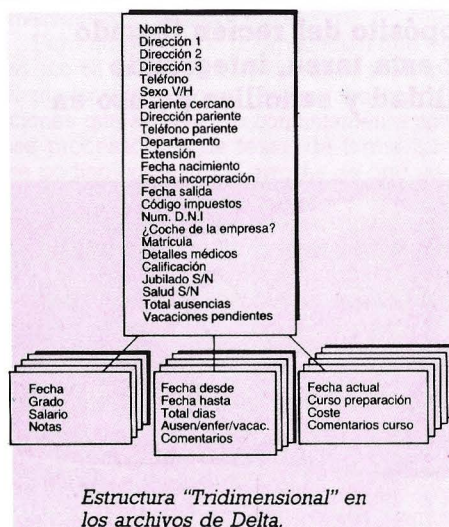 Nombre
Dirección 1
Dirección 2
Dirección 3
Teléfono
Sexo V/H
Pariente cercano
Dirección pariente
Teléfono pariente
Departamento
Extensión
Fecha nacimiento
Fecha incorporación
Fecha salida
Código impuestos
Num. D.N.I
¿Coche de la empresa?
Matricula
Detalles médicos
Calificación
Jubilado S/N
Salud S/N
Total ausencias
Vacaciones pendientes
Fecha
Grado
Salario
Notas
Fecha desde
Fecha hasta
Total dias
Ausen/enfer/vacac.
Comentarios
Fecha actual
Curso preparación
Coste
Comentarios curso
Estructura "Tridimensional" en
los archivos de Delta.